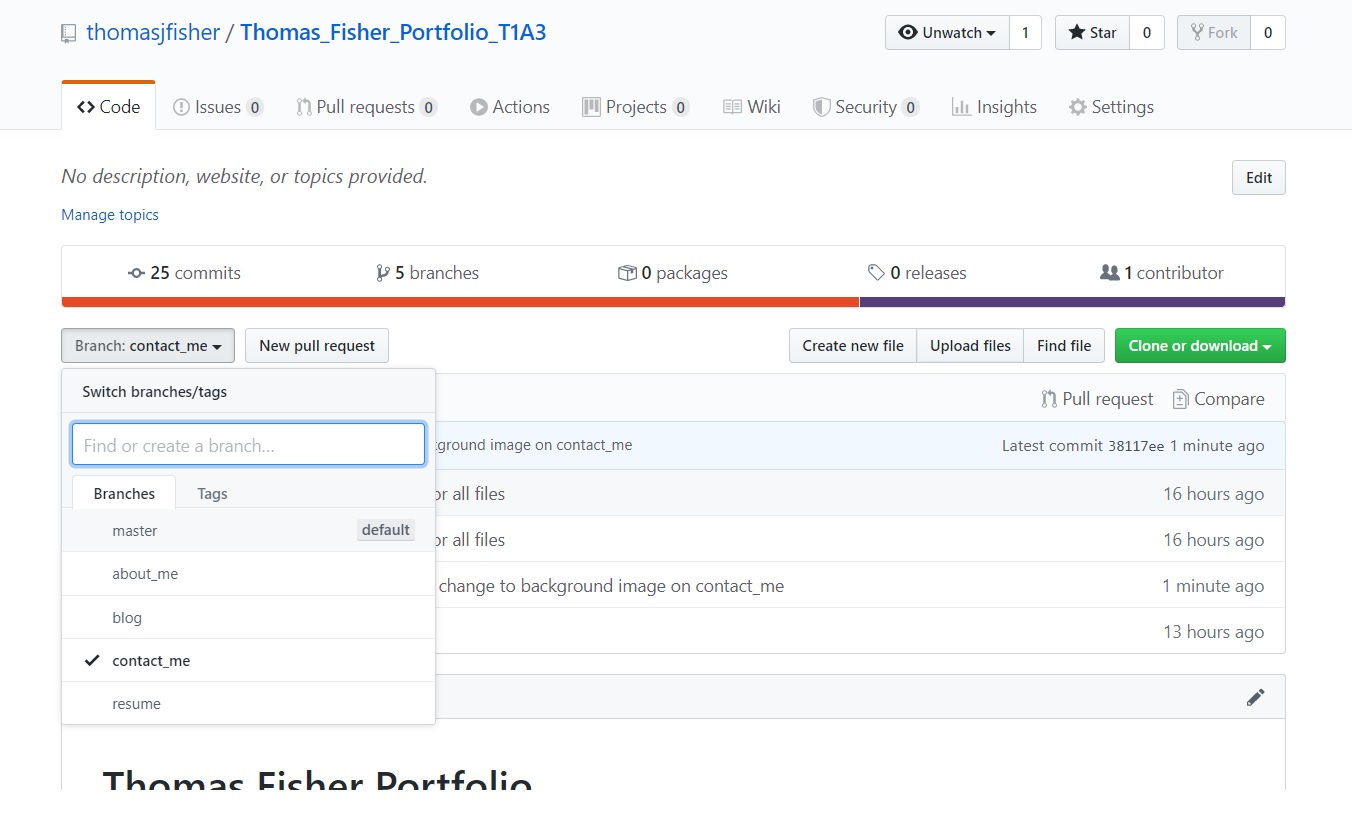 thomasjfisher / Thomas_Fisher_Portfolio_T1A3
Unwatch 1 Star 0 Fork 0
Code Issues 0 Pull requests 0 Actions Projects 0 Wiki Security 0 Insights Settings
No description, website, or topics provided.
Edit
Manage topics
25 commits 5 branches 0 packages 0 releases 1 contributor
Branch: contact_me New pull request Create new file Upload files Find file Clone or download
Switch branches/tags
Pull request Compare
Find or create a branch...
ground image on contact_me Latest commit 38117ee 1 minute ago
Branches Tags
or all files 16 hours ago
master default
or all files 16 hours ago
about_me
change to background image on contact_me 1 minute ago
blog
13 hours ago
contact_me
resume
Thomas Fisher Portfolio